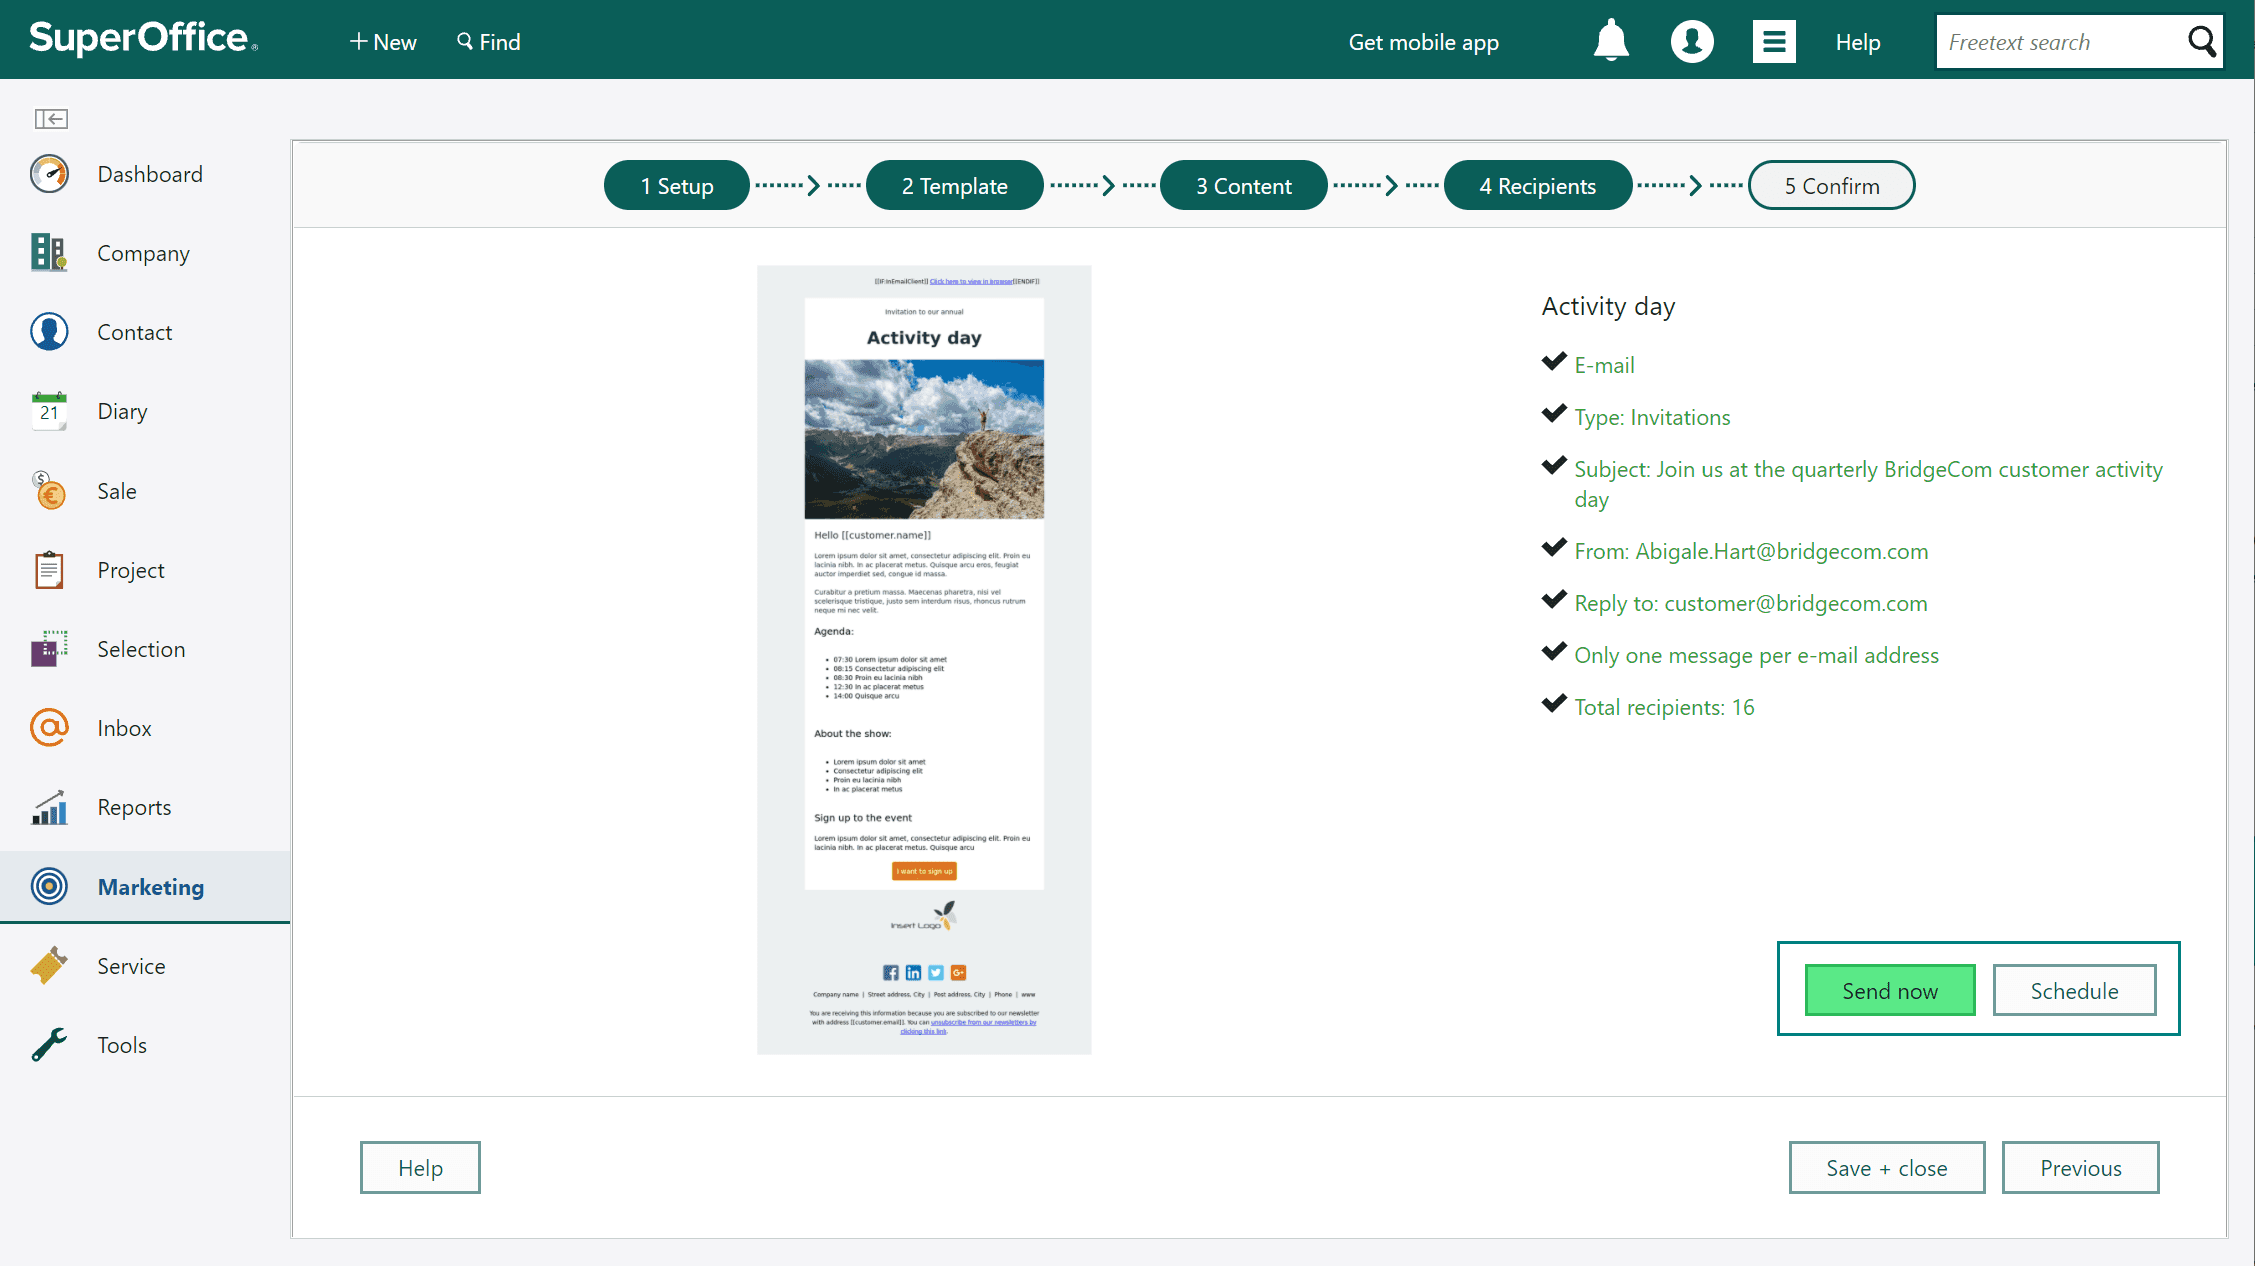 SuperOffice®
New
Find
Get mobile app
Help
Freetext search
Dashboard
Company
Contact
21
Diary
Sale
Project
Selection
Inbox
Reports
Marketing
Service
Tools
1 Setup
2 Template
3 Content
4 Recipients
5 Confirm
[[IF:InEmailClient]] Click here to view in browser[[ENDIF]]
Invitation to our annual
Activity day
Hello [[customer.name]]
Lorem ipsum dolor sit amet, consectetur adipiscing elit. Proin eu
lacinia nibh. In ac placerat metus. Quisque arcu eros, feugiat
auctor imperdiet sed, congue id massa.
Curabitur a pretium massa. Maecenas pharetra, nisi vel
scelerisque tristique, justo sem interdum risus, rhoncus rutrum
neque mi nec velit.
Agenda:
• 07:30 Lorem ipsum dolor sit amet
• 08:15 Consectetur adipiscing elit
• 08:30 Proin eu lacinia nibh
• 12:30 In ac placerat metus
• 14:00 Quisque arcu
About the show:
• Lorem ipsum dolor sit amet
• Consectetur adipiscing elit
• Proin eu lacinia nibh
• In ac placerat metus
Sign up to the event
Lorem ipsum dolor sit amet, consectetur adipiscing elit. Proin eu
lacinia nibh. In ac placerat metus. Quisque arcu
I want to sign up
Insert Logo
Company name | Street address, City | Post address, City | Phone | www
You are receiving this information because you are subscribed to our newsletter
with address [[customer.email]]. You can unsubscribe from our newsletters by
clicking this link.
Activity day
E-mail
Type: Invitations
Subject: Join us at the quarterly BridgeCom customer activity
day
From: Abigale.Hart@bridgecom.com
Reply to: customer@bridgecom.com
Only one message per e-mail address
Total recipients: 16
Send now
Schedule
Help
Save + close
Previous